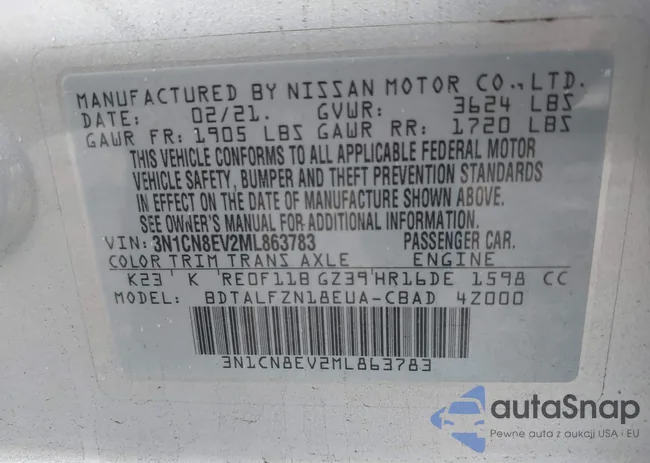 MANUFACTURED BY NISSAN MOTOR CO., LTD.
DATE: 02/21. GVWR: 3624 LBS
GAWR FR: 1905 LBS GAWR RR: 1720 LBS
THIS VEHICLE CONFORMS TO ALL APPLICABLE FEDERAL MOTOR
VEHICLE SAFETY, BUMPER AND THEFT PREVENTION STANDARDS
IN EFFECT ON THE DATE OF MANUFACTURE SHOWN ABOVE.
SEE OWNER'S MANUAL FOR ADDITIONAL INFORMATION.
VIN: 3N1CN8EV2ML863783 PASSENGER CAR.
COLOR TRIM TRANS AXLE ENGINE
K23 K RE0F11B GZ39 HR16DE 1598 CC
MODEL: BDTALFZN18EUA-CBAD 4Z000
3N1CN8EV2ML863783
autaSnap
Pewne auta z aukcji USA i EU